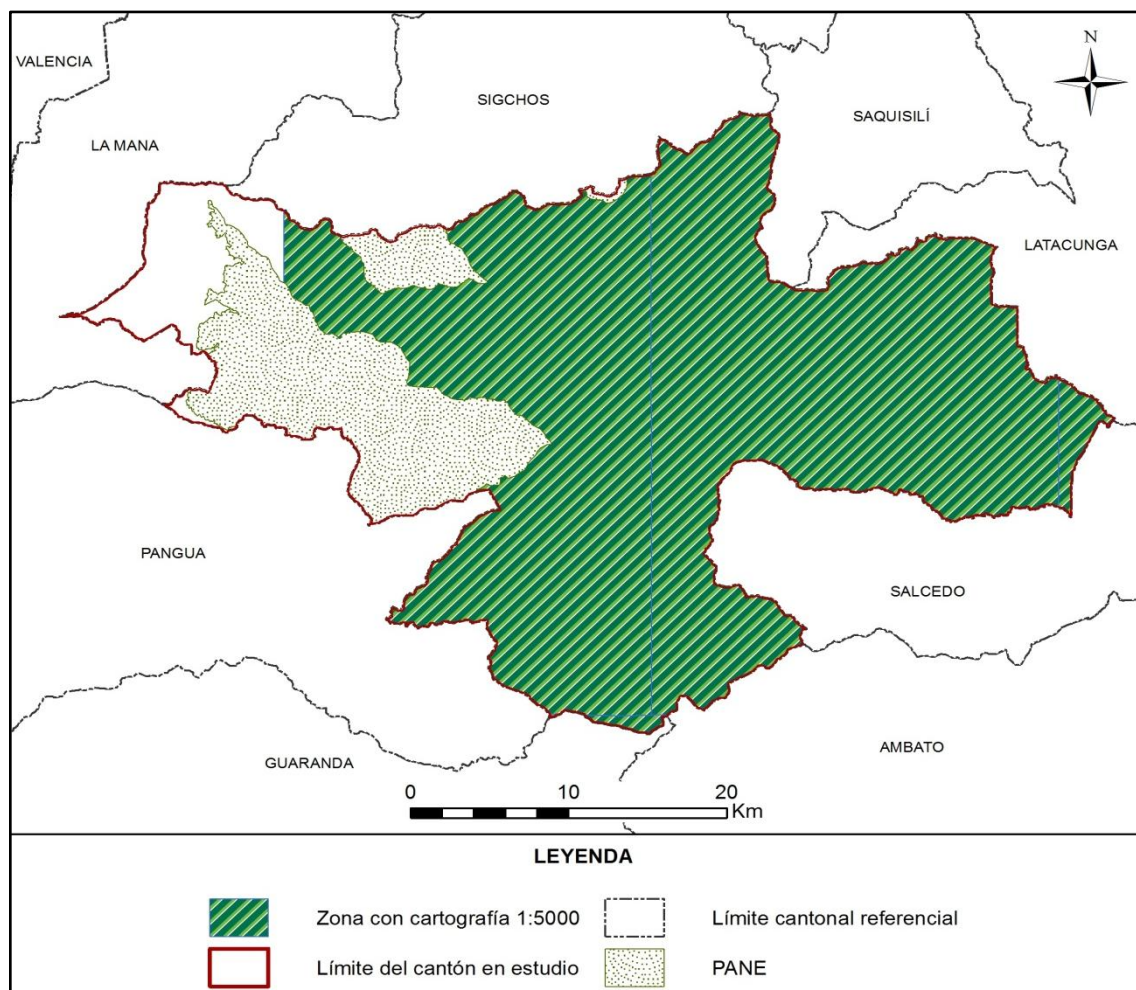 N
VALENCIA
SIGCHOS
SAQUISILÍ
LA MANA
LATACUNGA
PANGUA
SALCEDO
GUARANDA
AMBATO
0 10 20
Km
LEYENDA
Zona con cartografía 1:5000
Límite cantonal referencial
Límite del cantón en estudio
PANE